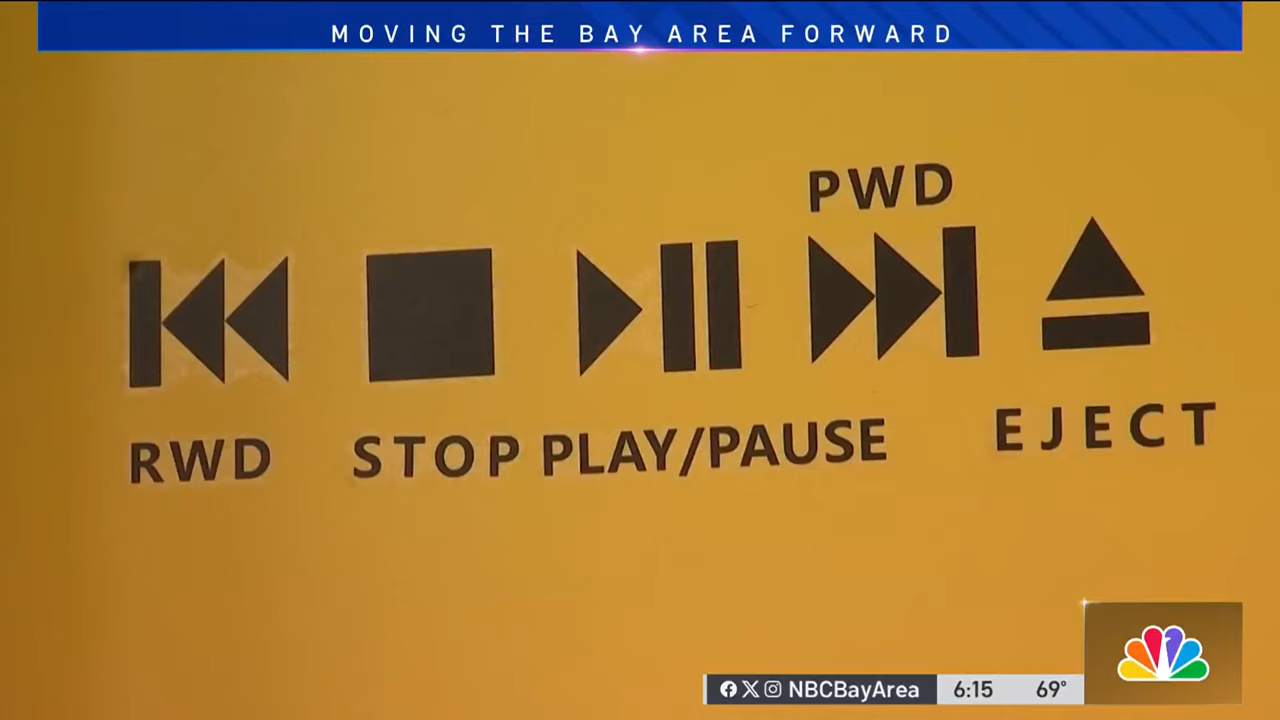 MOVING THE BAY AREA FORWARD
PWD
RWD STOP PLAY/PAUSE EJECT
NBCBayArea 6:15 69°